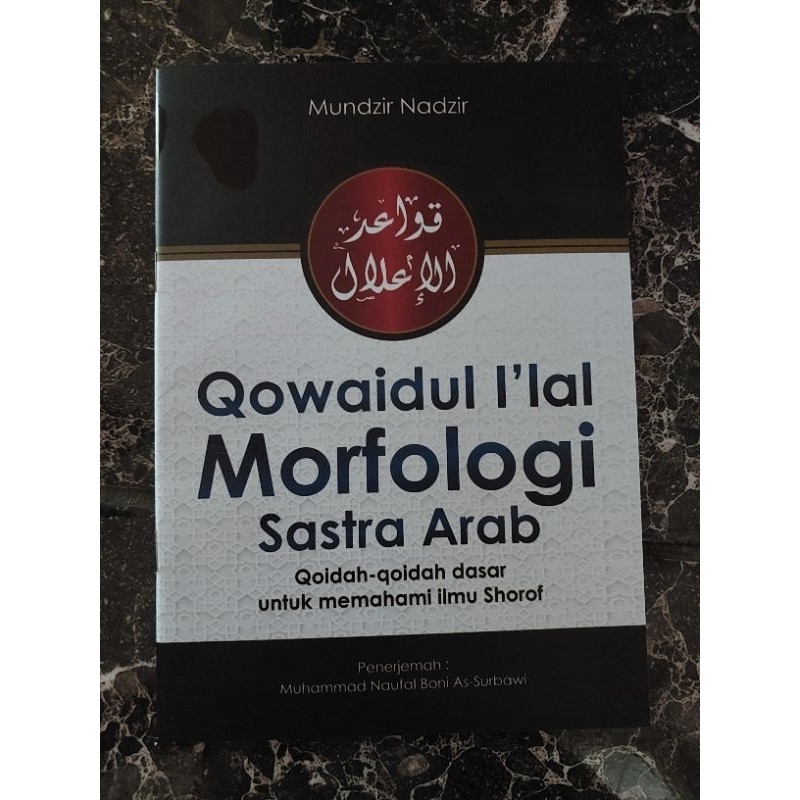 Mundzir Nadzir
قواعد
الإعلال
Qowaidul I'lal
Morfologi
Sastra Arab
Qoidah-qoidah dasar
untuk memahami ilmu Shorof
Penerjemah :
Muhammad Naufal Boni As-Surbawi